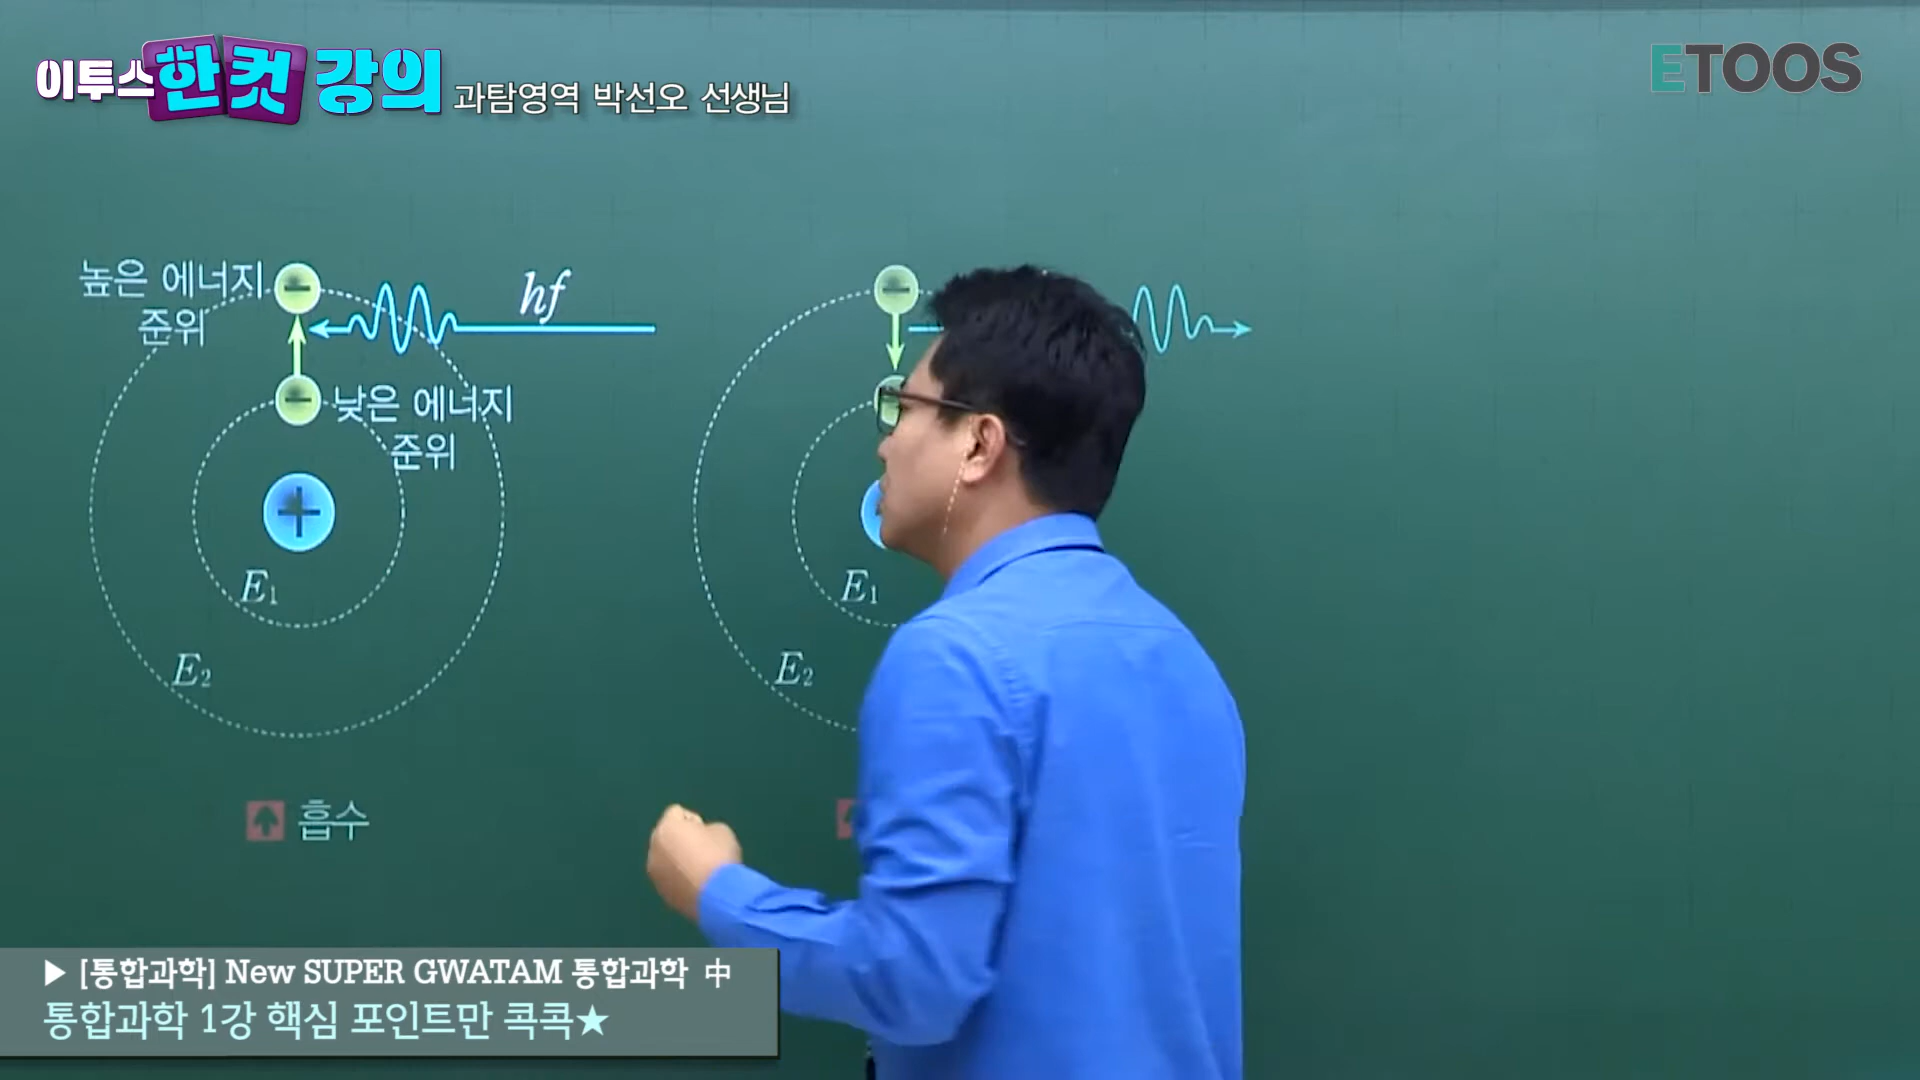 이투스 한컷 강의 과탐영역 박선오 선생님
ETOOS
높은 에너지
준위
hf
낮은 에너지
준위
+
E₁
E₂
흡수
E₁
E₂
▶ [통합과학] New SUPER GWATAM 통합과학 中
통합과학 1강 핵심 포인트만 콕콕★